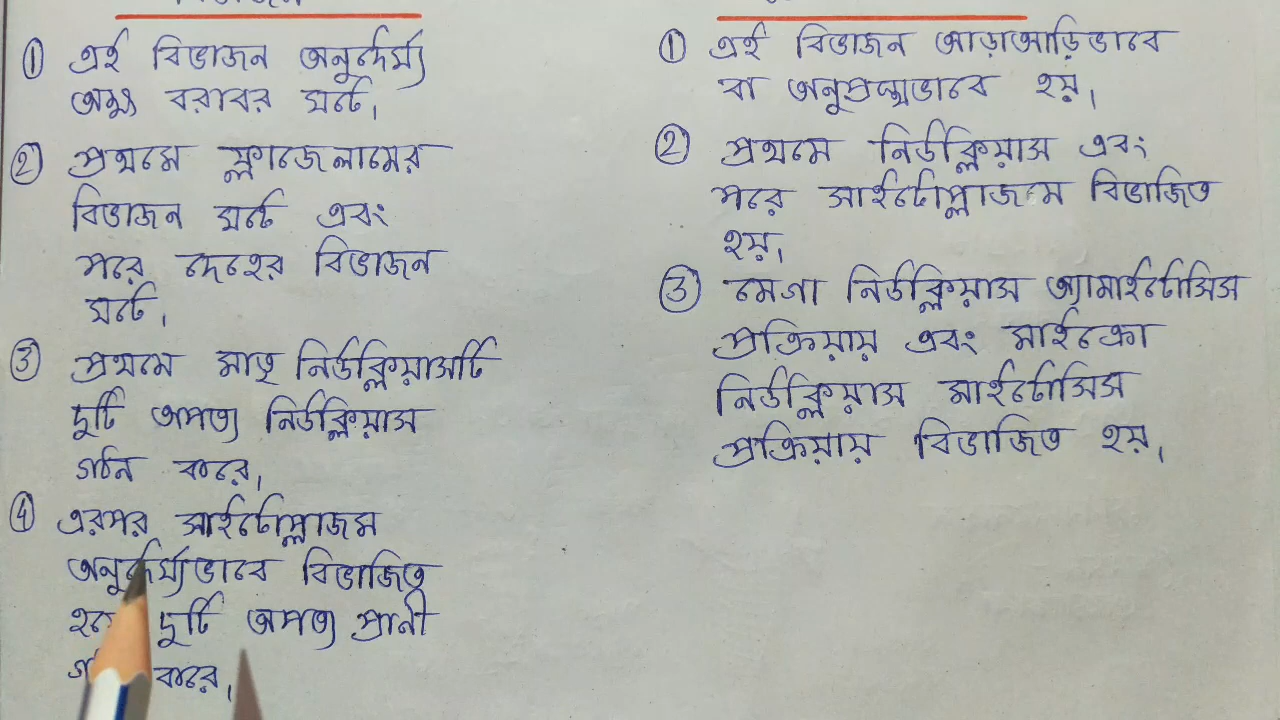 ① এই বিভাজন অনুদৈর্ঘ্য
অক্ষ বরাবর ঘটে।
② প্রথমে ফ্লাজেলামের
বিভাজন ঘটে এবং
পরে দেহের বিভাজন
ঘটে।
③ প্রথমে মাতৃ নিউক্লিয়াসটি
দুটি অপত্য নিউক্লিয়াস
গঠন করে।
④ এরপর সাইটোপ্লাজম
অনুদৈর্ঘ্যভাবে বিভাজিত
দুটি অপত্য প্রানী
করে।
① এই বিভাজন আড়াআড়িভাবে
বা অনুপ্রস্থভাবে হয়।
② প্রথমে নিউক্লিয়াস এবং
পরে সাইটোপ্লাজমে বিভাজিত
হয়।
③ মেগা নিউক্লিয়াস অ্যামাইটোসিস
প্রক্রিয়ায় এবং মাইক্রো
নিউক্লিয়াস মাইটোসিস
প্রক্রিয়ায় বিভাজিত হয়।